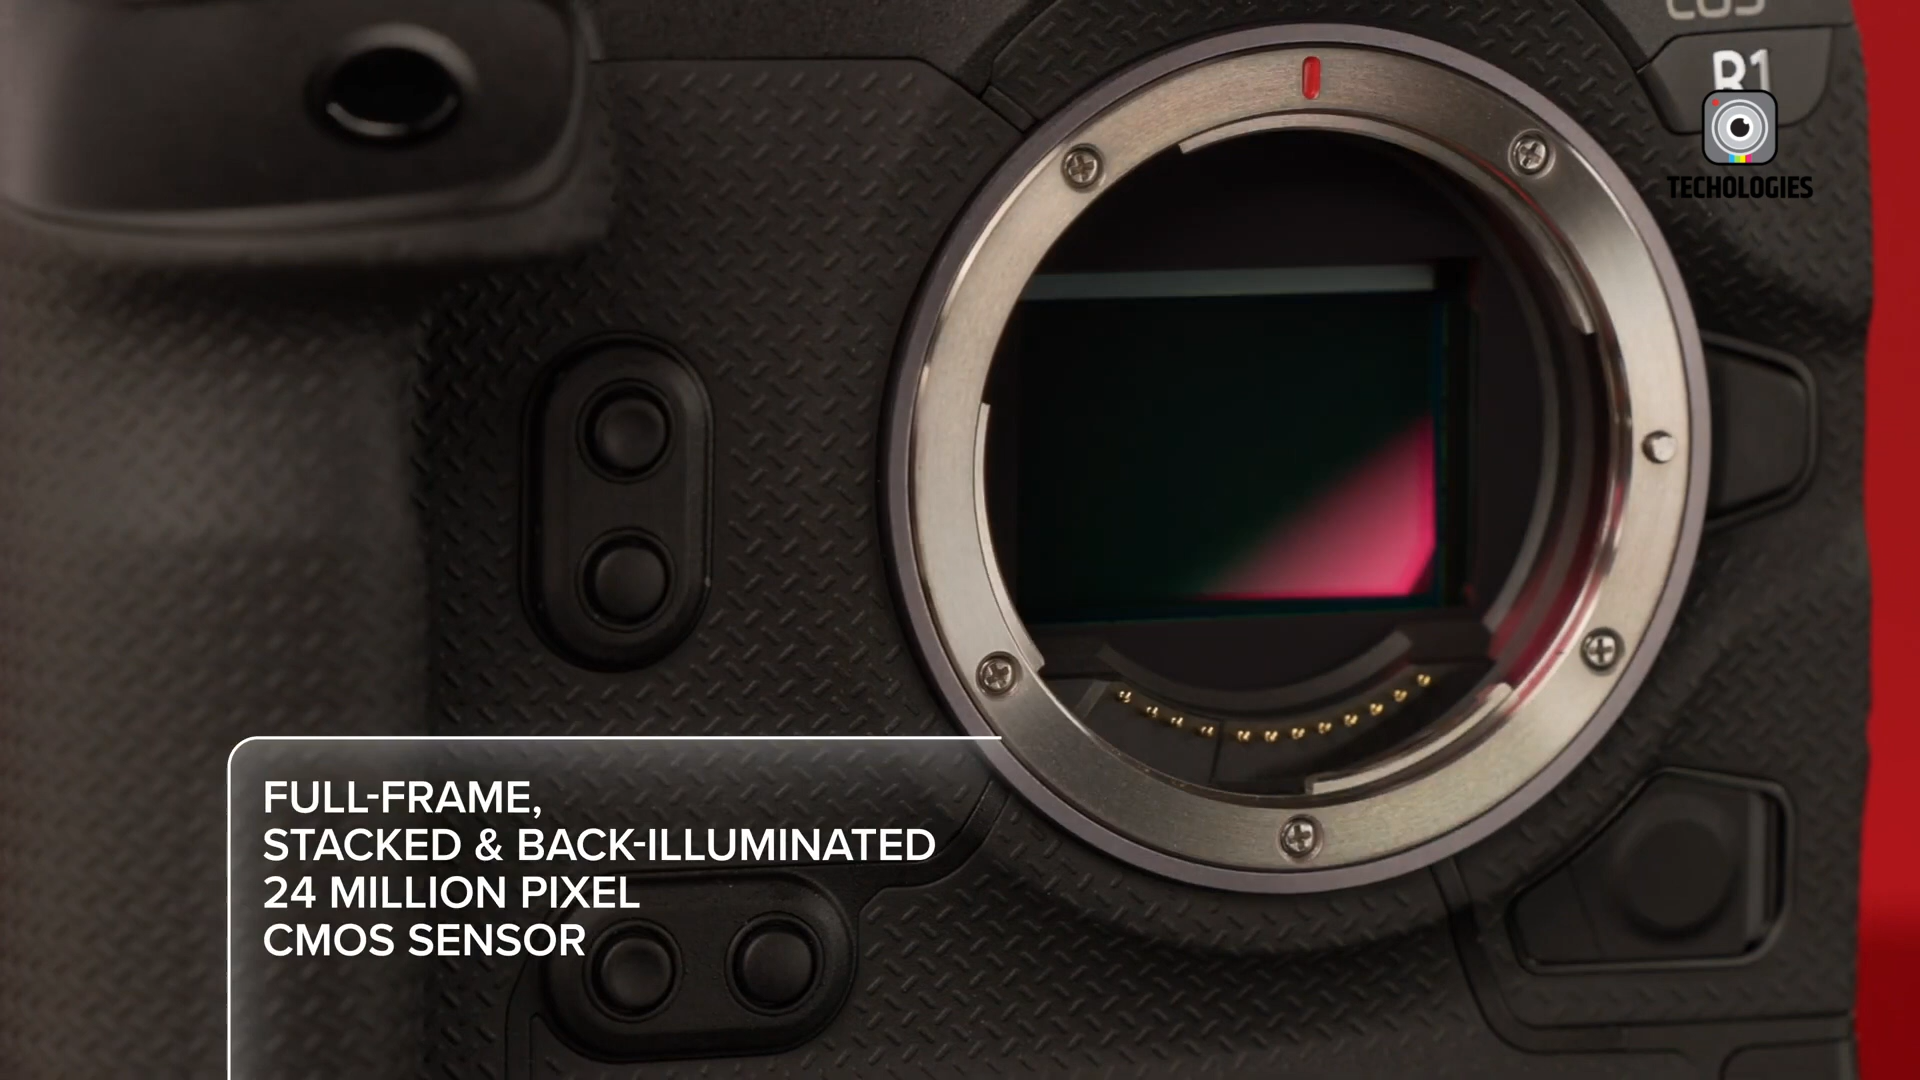 R1
TECHOLOGIES
FULL-FRAME,
STACKED & BACK-ILLUMINATED
24 MILLION PIXEL
CMOS SENSOR